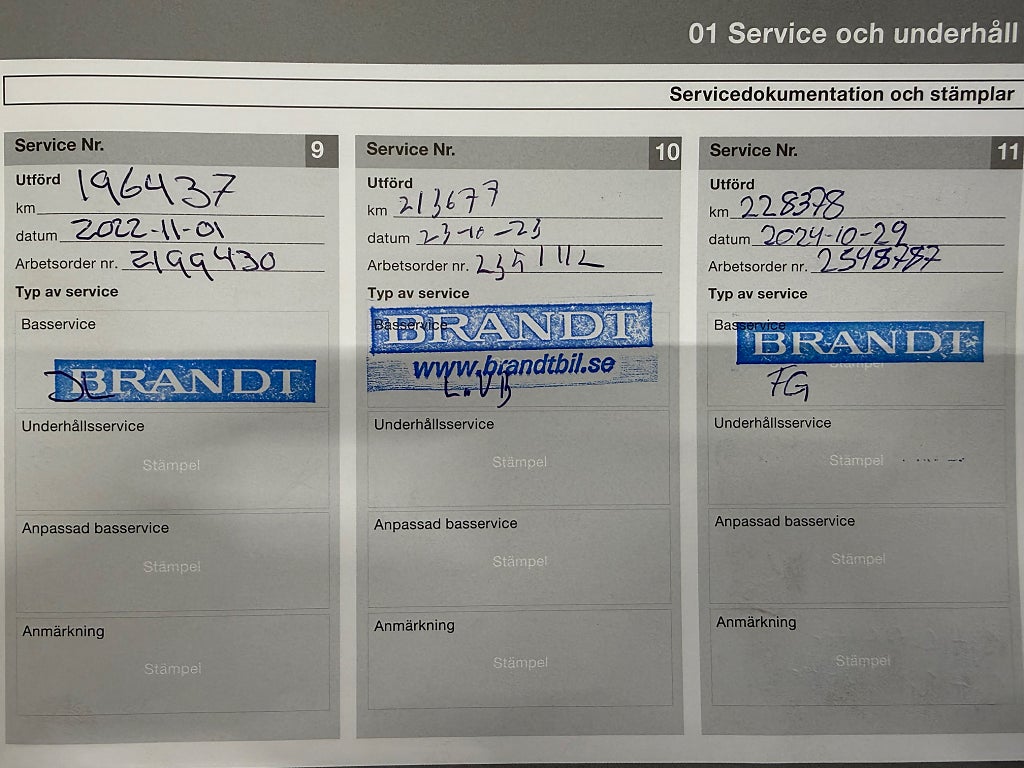 01 Service och underhåll
Servicedokumentation och stämplar
Service Nr. 9
Utförd
km 196437
datum 2022-11-01
Arbetsorder nr. 2199430
Typ av service
Basservice
BRANDT
DL
Underhållsservice
Stämpel
Anpassad basservice
Stämpel
Anmärkning
Stämpel
Service Nr. 10
Utförd
km 213677
datum 23-10-23
Arbetsorder nr.
Typ av service
Basservice
BRANDT
www.brandtbil.se
Underhållsservice
Stämpel
Anpassad basservice
Stämpel
Anmärkning
Stämpel
Service Nr. 11
Utförd
km 228378
datum 2024-10-29
Arbetsorder nr. 2598787
Typ av service
Basservice
BRANDT
Stämpel
FG
Underhållsservice
Stämpel
Anpassad basservice
Stämpel
Anmärkning
Stämpel